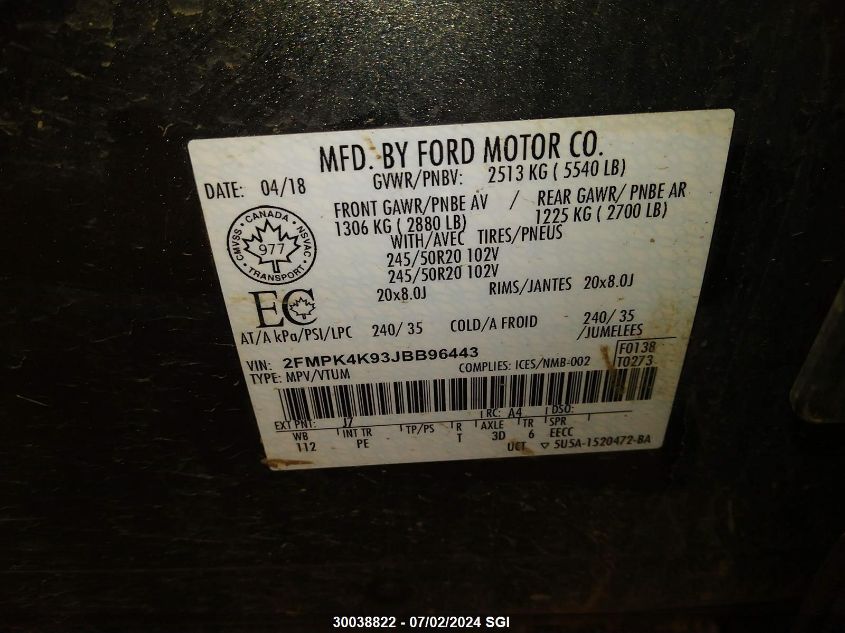 MFD. BY FORD MOTOR CO.
DATE: 04/18
GVWR/PNBV: 2513 KG ( 5540 LB)
FRONT GAWR/PNBE AV / REAR GAWR/ PNBE AR
1306 KG ( 2880 LB) 1225 KG ( 2700 LB)
WITH/AVEC TIRES/PNEUS
245/50R20 102V
245/50R20 102V
20x8.0J RIMS/JANTES 20x8.0J
CANADA
CMVSS NSVAC
977
TRANSPORT
EC
AT/A kPa/PSI/LPC 240/ 35 COLD/A FROID 240/ 35
/JUMELEES
VIN: 2FMPK4K93JBB96443 F0138
TYPE: MPV/VTUM COMPLIES: ICES/NMB-002 T0273
EXT PNT: J7 RC: A4 DSO:
WB INT TR TP/PS R AXLE TR SPR
112 PE T 3D 6 EECC
UCT ▽ 5U5A-1520472-BA
30038822 - 07/02/2024 SGI